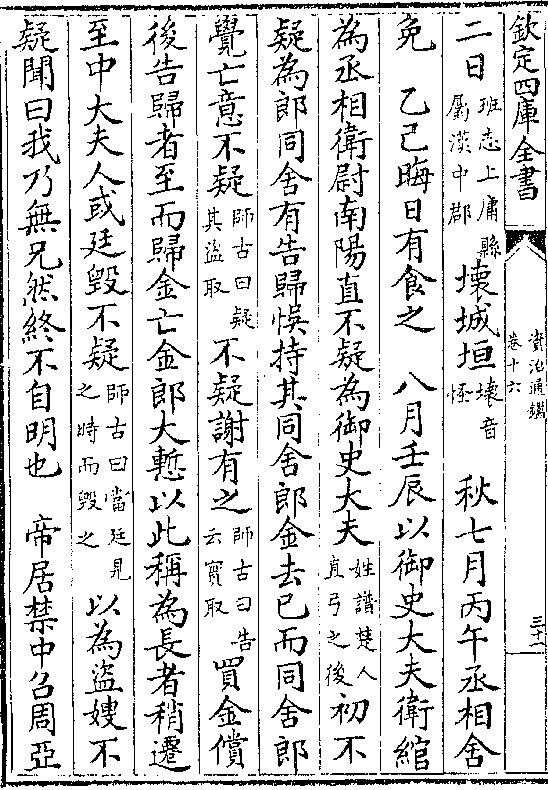 欽定四庫全書
資治通鑑
卷十六
三十一
二日班志上庸縣屬漢中郡壞城垣壞音怪 秋七月丙午丞相舍
免 乙已晦日有食之 八月壬辰以御史大夫衛綰
為丞相衛尉南陽直不疑為御史大夫姓譜楚人直弓之後初不
疑為郎同舍有告歸悞持其同舍郎金去已而同舍郎
覺亡意不疑師古曰疑其盜取不疑謝有之師古曰告云實取買金償
後告歸者至而歸金亡金郎大慙以此稱為長者稍遷
至中大夫人或廷毀不疑師古曰當廷見之時而毀之以為盜嫂不
疑聞曰我乃無兄然終不自明也 帝居禁中召周亞